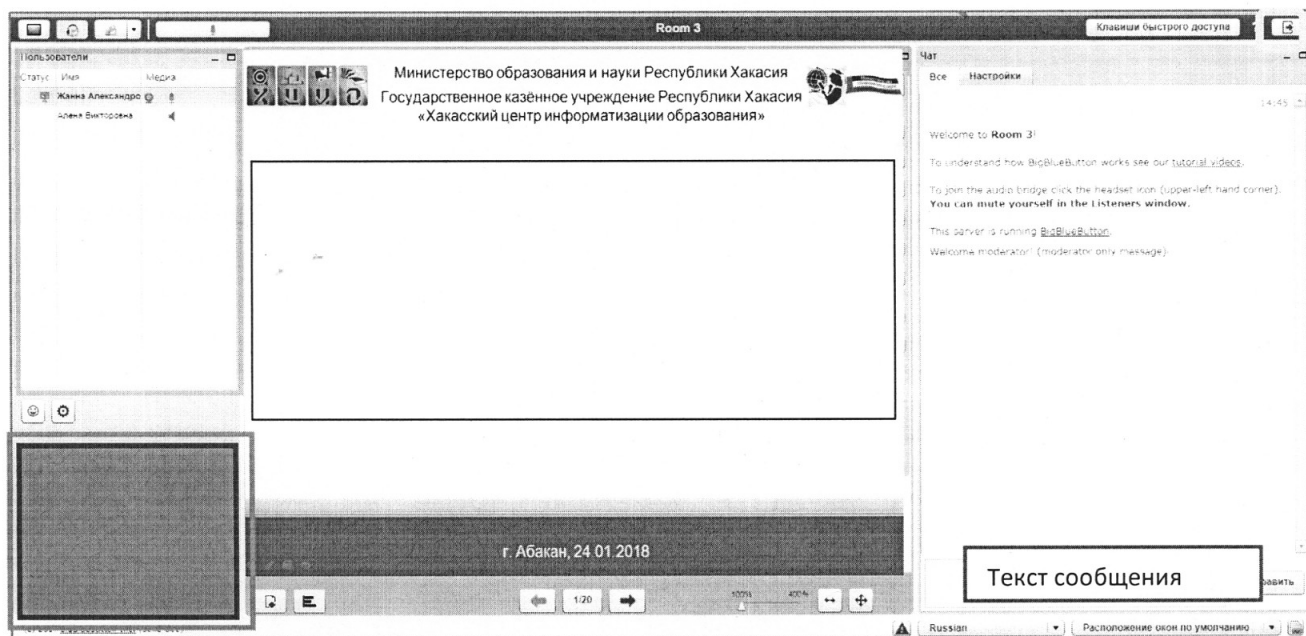 Room 3
Клавиши быстрого доступа
Пользователи
Статус Имя Медиа
Жанна Александро
Алена Викторовна
Министерство образования и науки Республики Хакасия
Государственное казённое учреждение Республики Хакасия
«Хакасский центр информатизации образования»
г. Абакан, 24 01.2018
1/20
100% 400%
Чат
Все Настройки
14:45
Welcome to Room 3!
To understand how BigBlueButton works see our tutorial videos.
To join the audio bridge click the headset icon (upper-left hand corner).
You can mute yourself in the Listeners window.
This server is running BigBlueButton.
Welcome moderator! (moderator only message).
Текст сообщения
Russian
Расположение окон по умолчанию